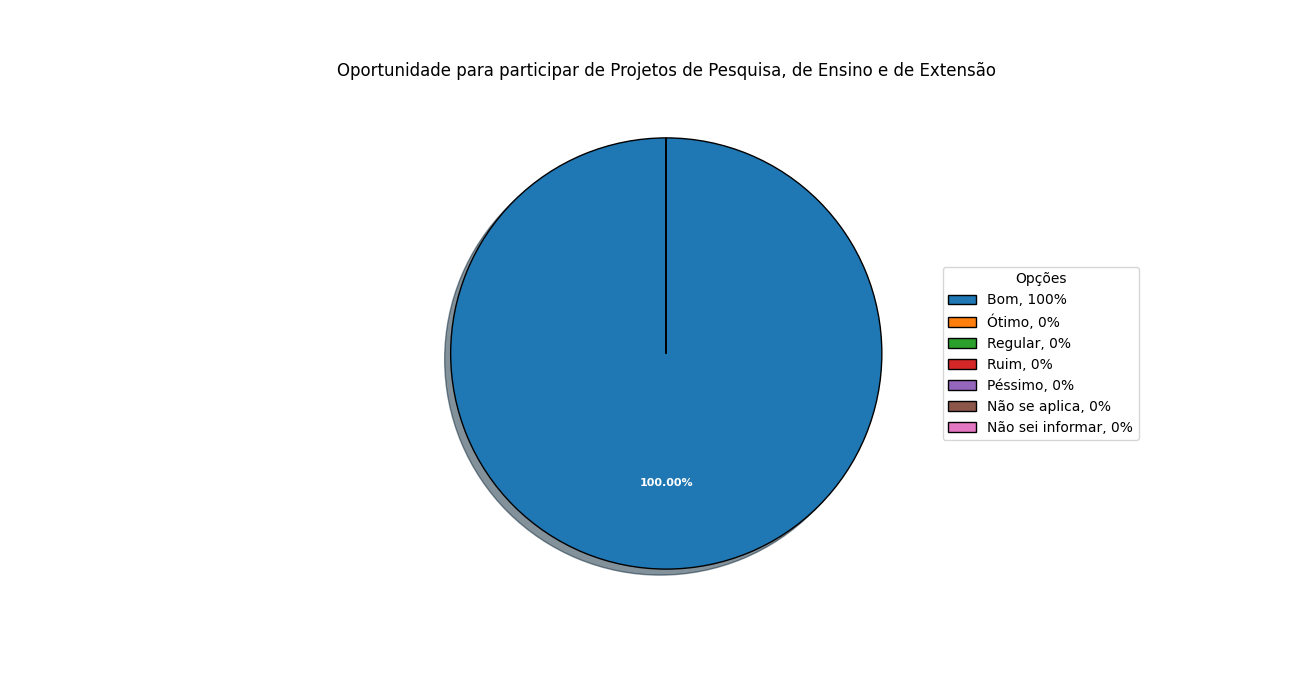 Oportunidade para participar de Projetos de Pesquisa, de Ensino e de Extensão
Opções
Bom, 100%
Ótimo, 0%
Regular, 0%
Ruim, 0%
Péssimo, 0%
Não se aplica, 0%
Não sei informar, 0%
100.00%